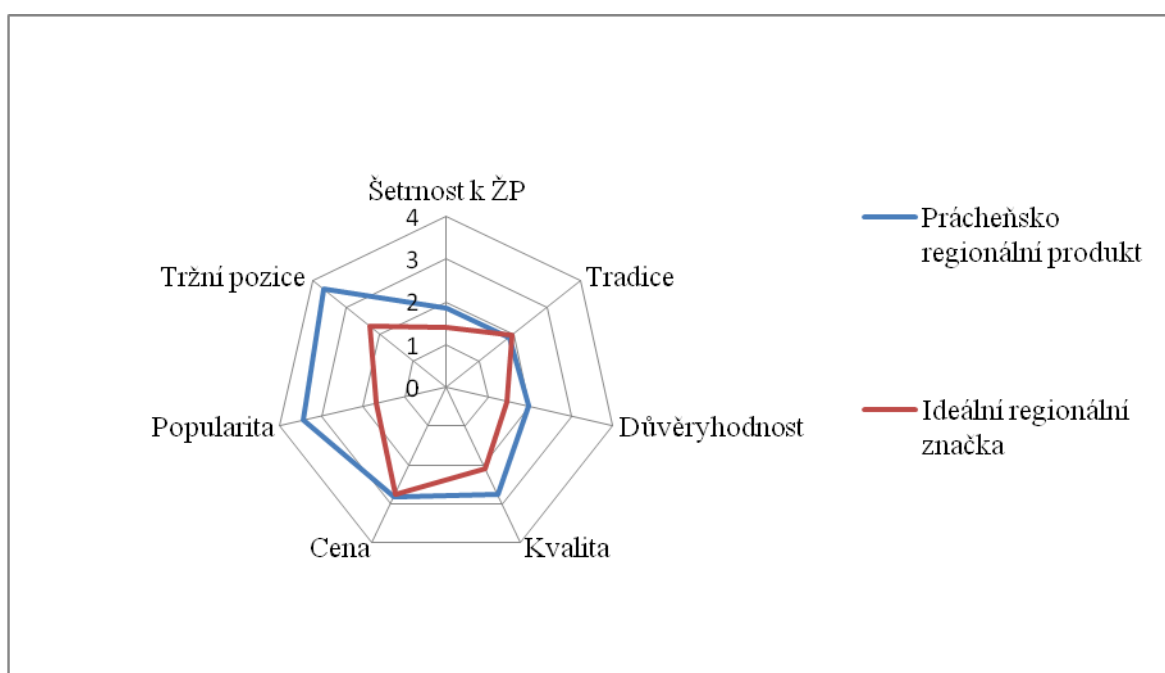 Šetrnost k ŽP
4
3
2
1
0
Tradice
Důvěryhodnost
Kvalita
Cena
Popularita
Tržní pozice
Prácheňsko
regionální produkt
Ideální regionální
značka